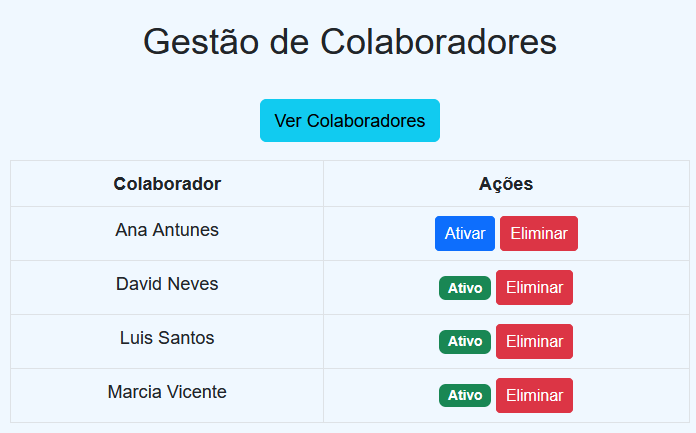 Gestão de Colaboradores
Ver Colaboradores
Colaborador Ações
Ana Antunes Ativar Eliminar
David Neves Ativo Eliminar
Luis Santos Ativo Eliminar
Marcia Vicente Ativo Eliminar